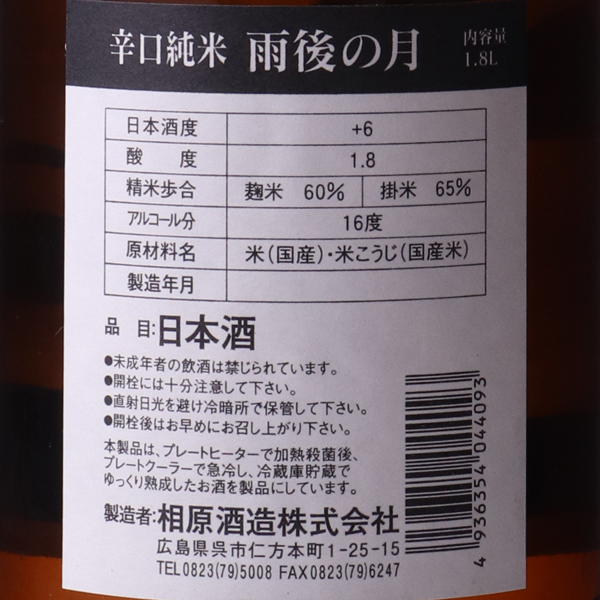 辛口純米 雨後の月 内容量 1.8L
日本酒度 +6
酸度 1.8
精米歩合 麹米 60% 掛米 65%
アルコール分 16度
原材料名 米(国産)・米こうじ(国産米)
製造年月
品目:日本酒
●未成年者の飲酒は禁じられています。
●開栓には十分注意して下さい。
●直射日光を避け冷暗所で保管して下さい。
●開栓後はお早めにお召し上がり下さい。
本製品は、プレートヒーターで加熱殺菌後、
プレートクーラーで急冷し、冷蔵庫貯蔵で
ゆっくり熟成したお酒を製品にしています。
製造者:相原酒造株式会社
広島県呉市仁方本町1-25-15
TEL0823(79)5008 FAX0823(79)6247
4 936354 044093